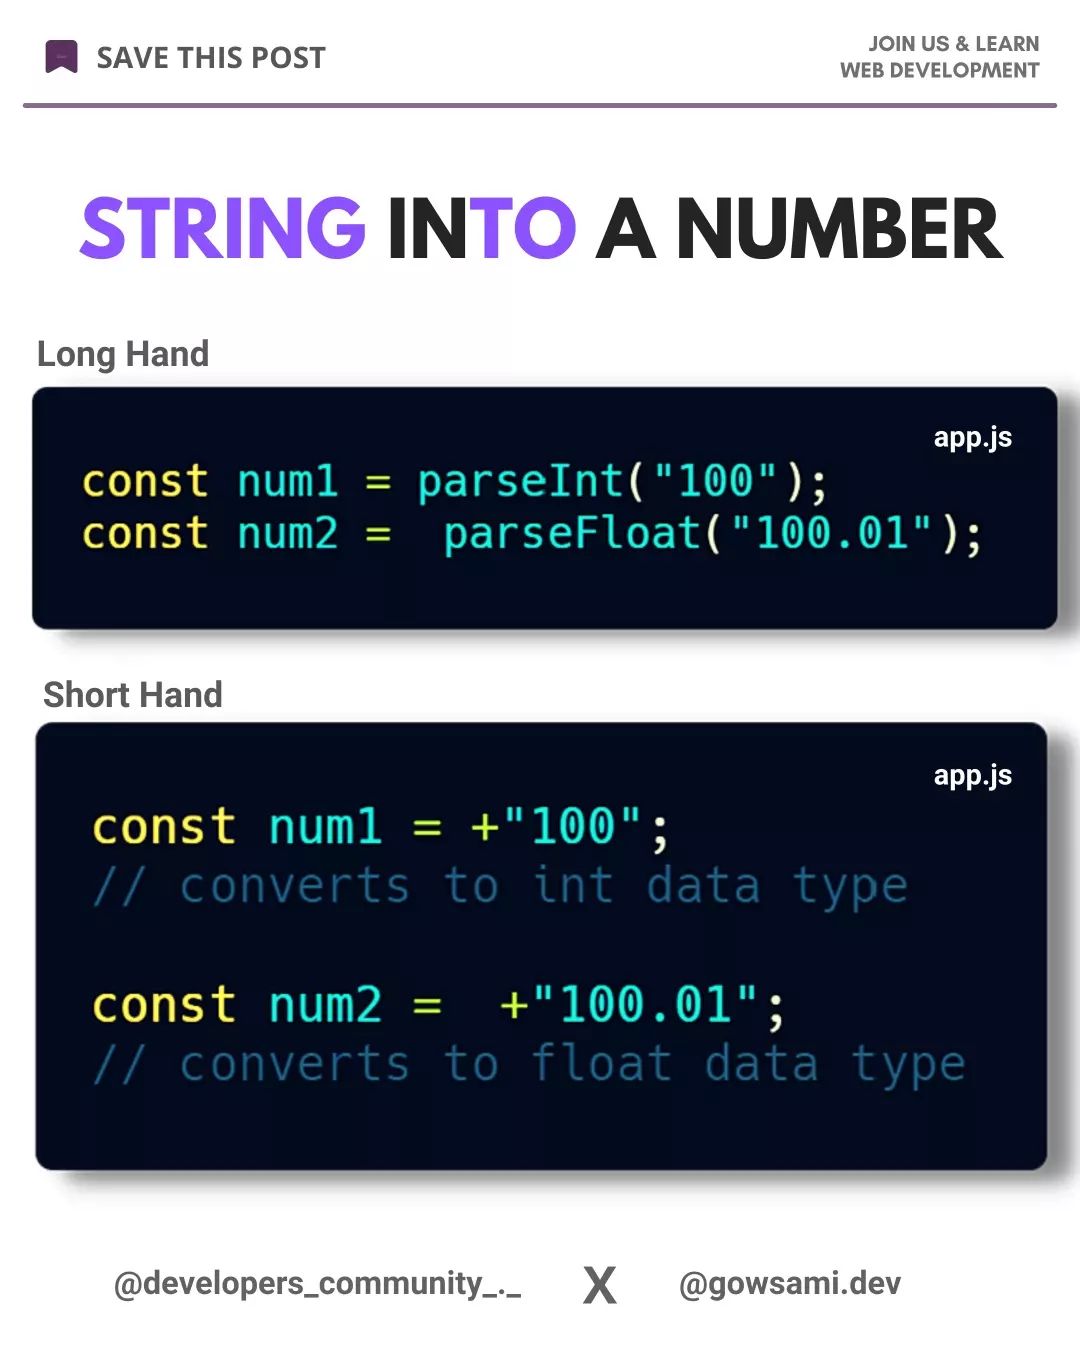 SAVE THIS POST
JOIN US & LEARN
WEB DEVELOPMENT
STRING INTO A NUMBER
Long Hand
app.js
const num1 = parseInt("100");
const num2 =  parseFloat("100.01");
Short Hand
app.js
const num1 = +"100";
// converts to int data type
const num2 =  +"100.01";
// converts to float data type
@developers_community_._ X @gowsami.dev